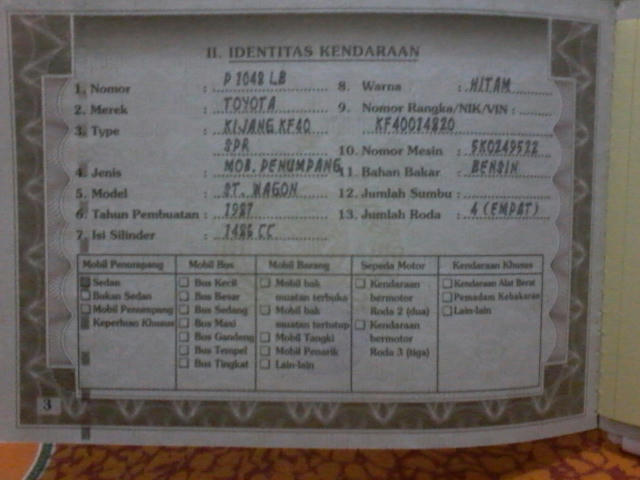 II. IDENTITAS KENDARAAN
1. Nomor : P 1048 LB
2. Merek : TOYOTA
3. Type : KIJANG KF40
SPR
4. Jenis : MOB. PENUMPANG
5. Model : ST. WAGON
6. Tahun Pembuatan : 1987
7. Isi Silinder : 1486 CC
8. Warna : HITAM
9. Nomor Rangka/NIK/VIN :
KF40014820
10. Nomor Mesin : 5K0249522
11. Bahan Bakar : BENSIN
12. Jumlah Sumbu :
13. Jumlah Roda : 4 (EMPAT)
Mobil Penumpang
Sedan
Bukan Sedan
Mobil Penumpang
Keperluan Khusus
Mobil Bus
Bus Kecil
Bus Besar
Bus Sedang
Bus Maxi
Bus Gandeng
Bus Tempel
Bus Tingkat
Mobil Barang
Mobil bak
muatan terbuka
Mobil bak
muatan tertutup
Mobil Tangki
Mobil Penarik
Lain-lain
Sepeda Motor
Kendaraan
bermotor
Roda 2 (dua)
Kendaraan
bermotor
Roda 3 (tiga)
Kendaraan Khusus
Kendaraan Alat Berat
Pemadam Kebakaran
Lain-lain
3